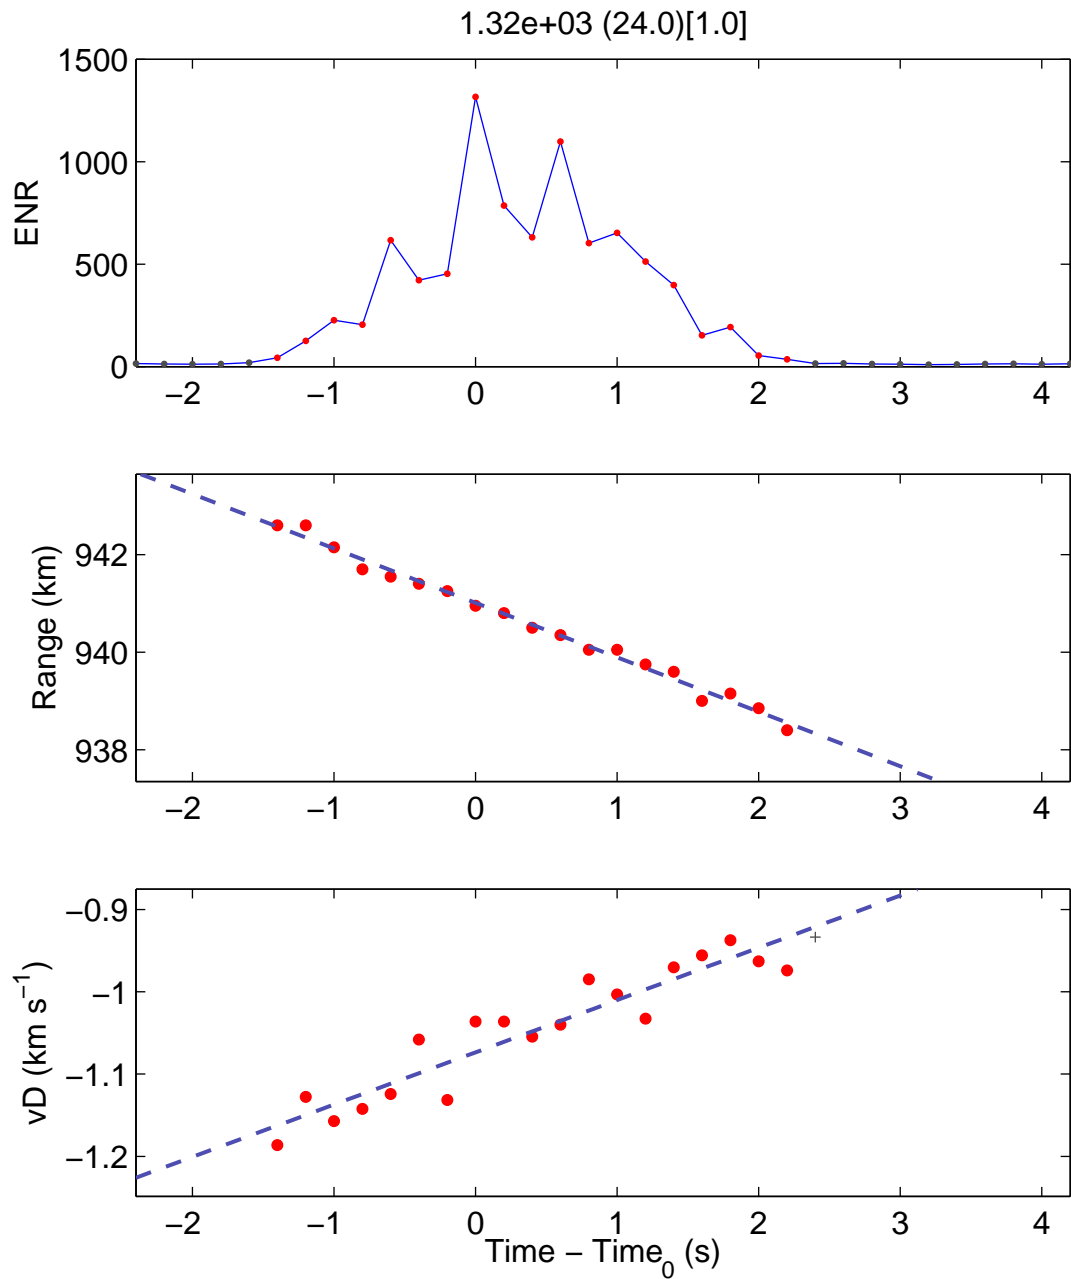 1.32e+03 (24.0)[1.0]
1500
1000
500
0
ENR
−2 −1 0 1 2 3 4
942
940
938
Range (km)
−2 −1 0 1 2 3 4
−0.9
−1
−1.1
−1.2
vD (km s⁻¹)
−2 −1 0 1 2 3 4
Time − Time₀ (s)